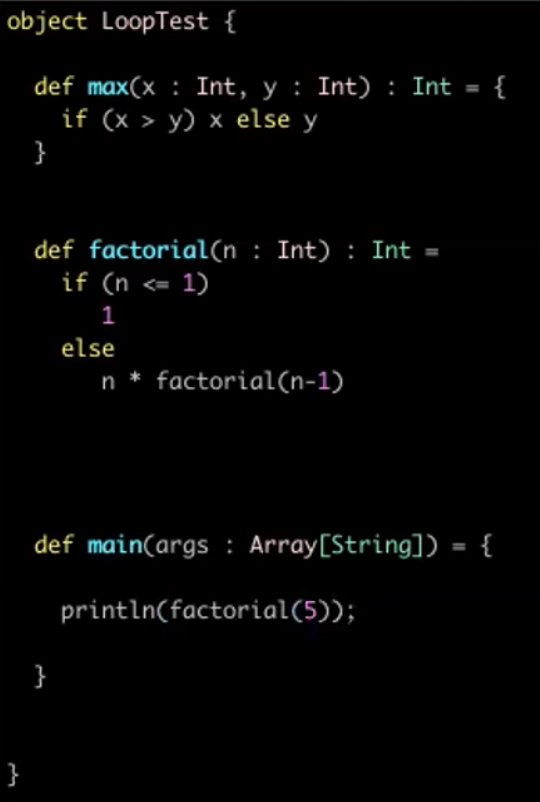 object LoopTest {
def max(x : Int, y : Int) : Int = {
if (x > y) x else y
}
def factorial(n : Int) : Int =
if (n <= 1)
1
else
n * factorial(n-1)
def main(args : Array[String]) = {
println(factorial(5));
}
}